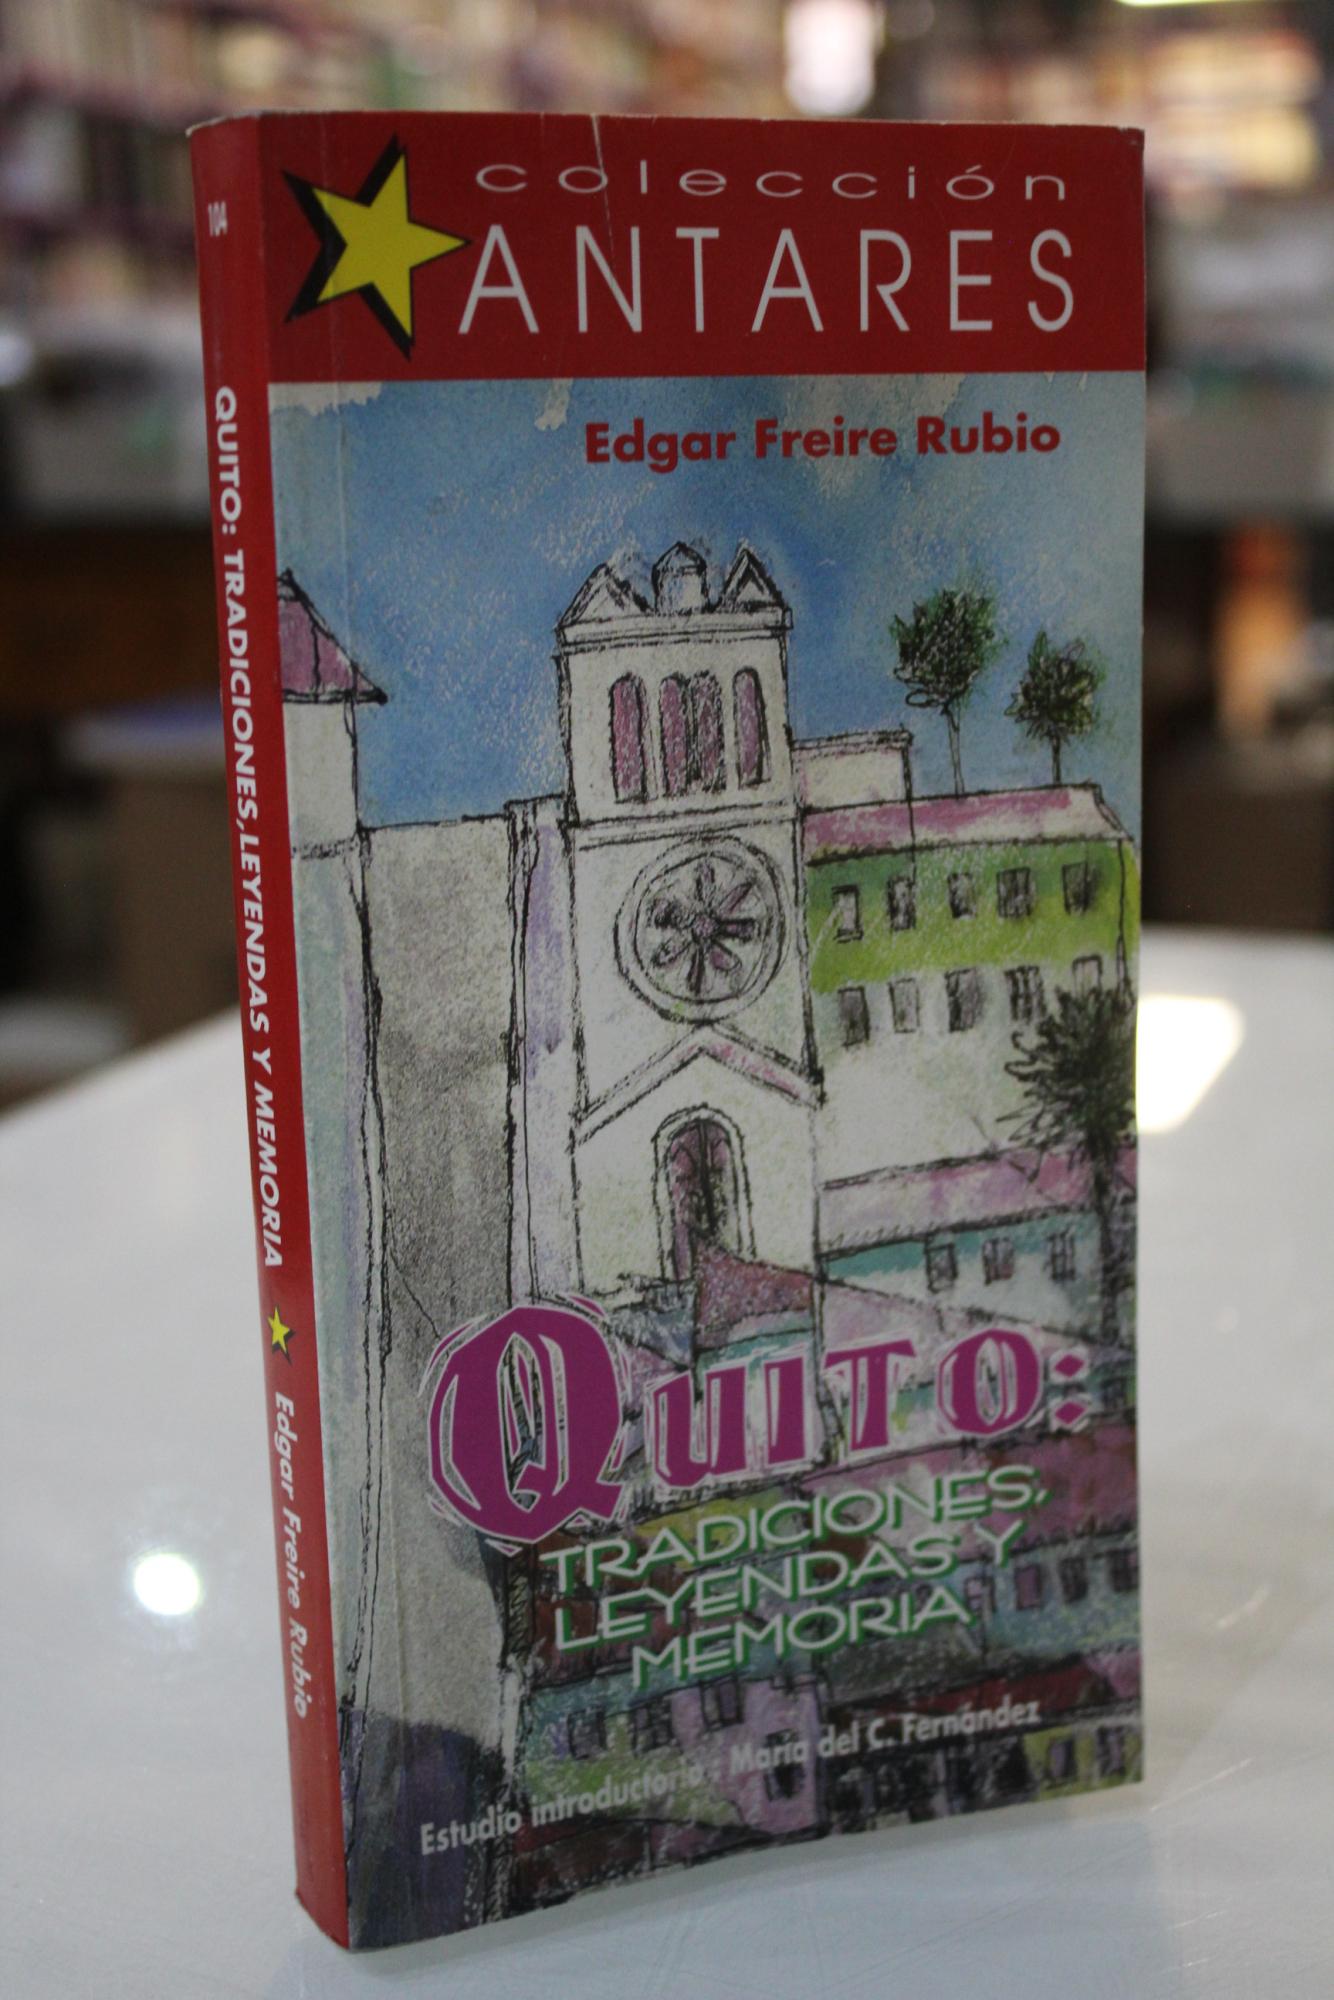 colección
ANTARES
Edgar Freire Rubio
QUITO:
TRADICIONES,
LEYENDAS Y
MEMORIA
Estudio introductorio: María del C. Fernández
104
QUITO: TRADICIONES,LEYENDAS Y MEMORIA
Edgar Freire Rubio